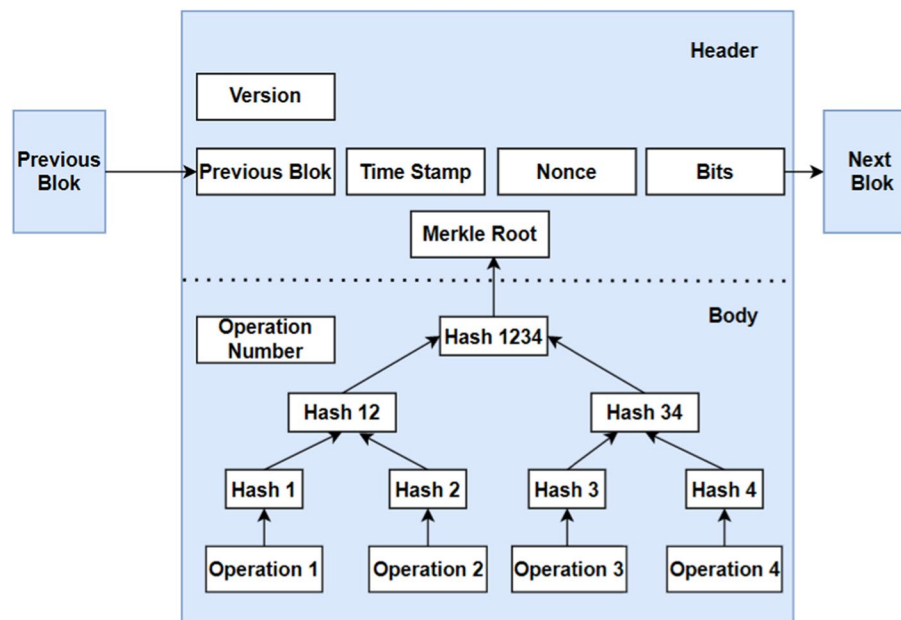 Header
Version
Previous
Blok
Previous Blok
Time Stamp
Nonce
Bits
Next
Blok
Merkle Root
Body
Operation
Number
Hash 1234
Hash 12
Hash 34
Hash 1
Hash 2
Hash 3
Hash 4
Operation 1
Operation 2
Operation 3
Operation 4